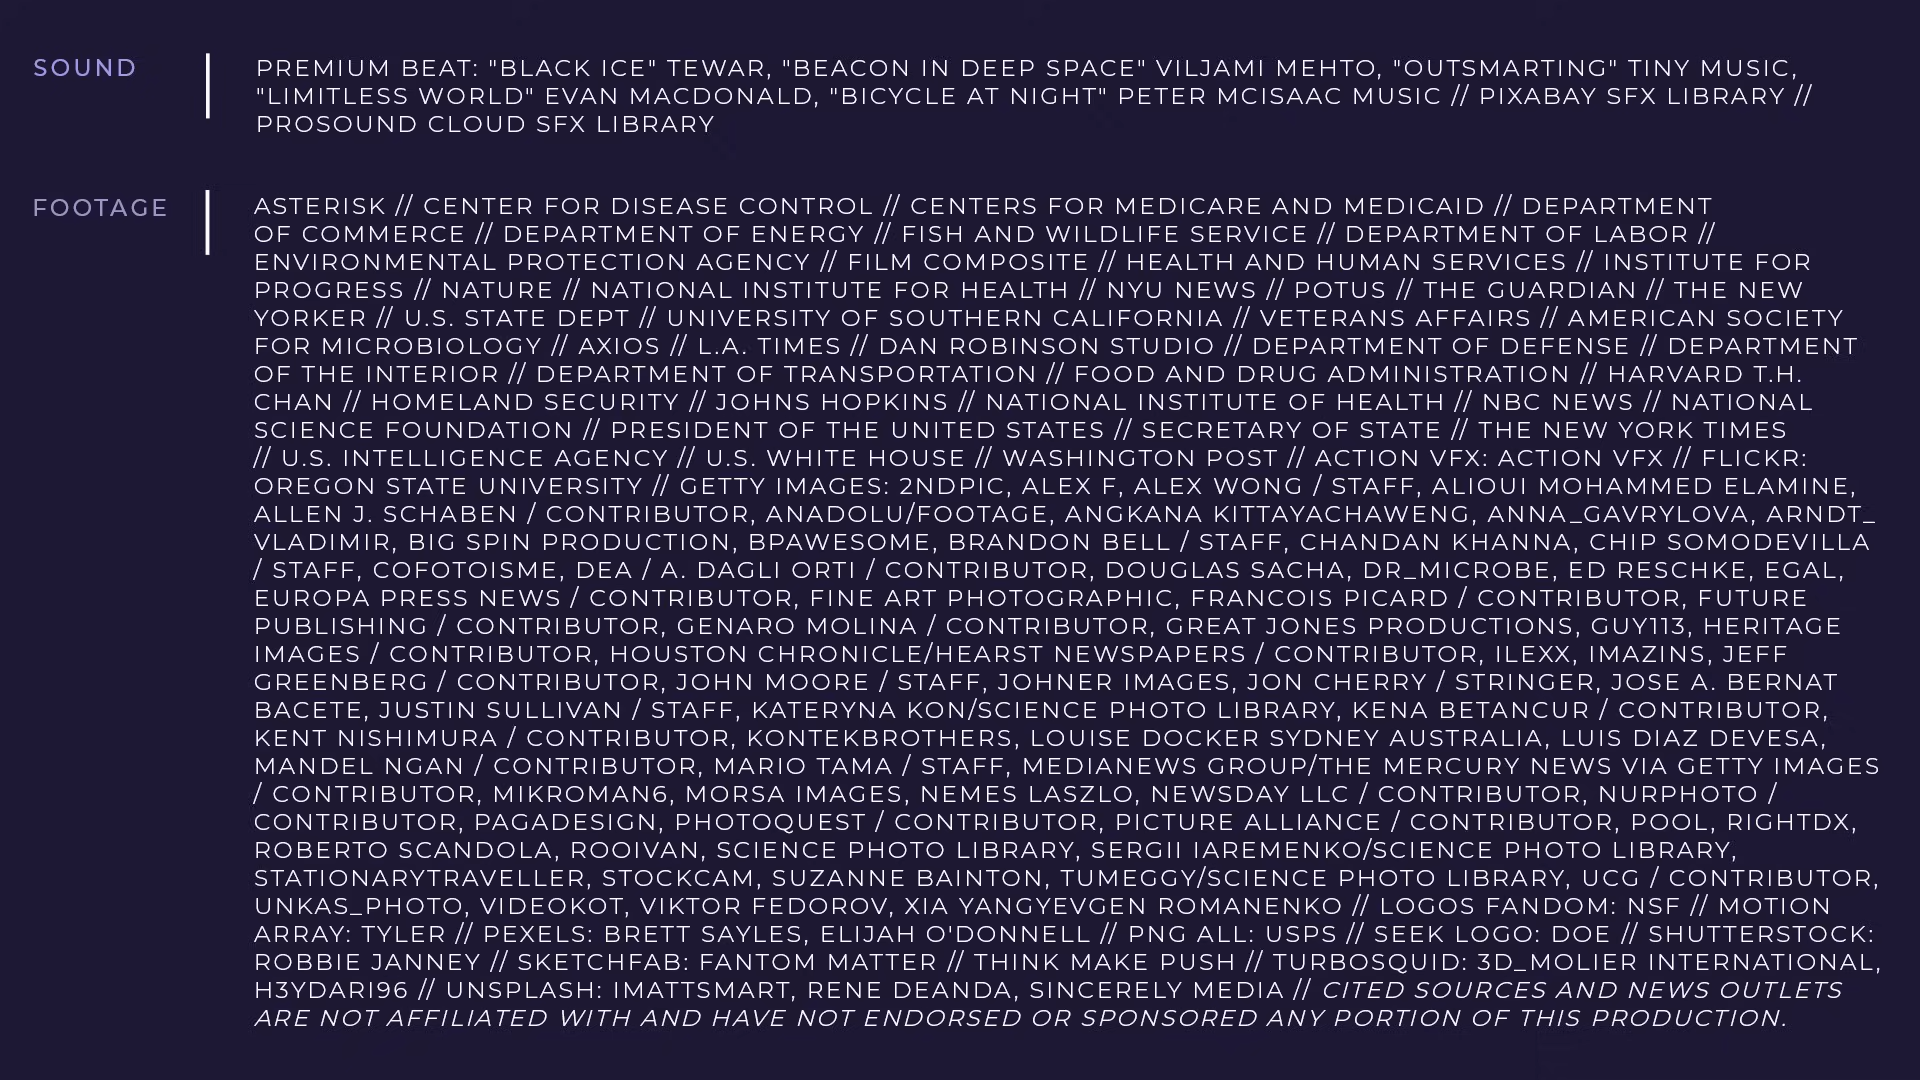 SOUND
PREMIUM BEAT: "BLACK ICE" TEWAR, "BEACON IN DEEP SPACE" VILJAMI MEHTO, "OUTSMARTING" TINY MUSIC,
"LIMITLESS WORLD" EVAN MACDONALD, "BICYCLE AT NIGHT" PETER MCISAAC MUSIC // PIXABAY SFX LIBRARY //
PROSOUND CLOUD SFX LIBRARY
FOOTAGE
ASTERISK // CENTER FOR DISEASE CONTROL // CENTERS FOR MEDICARE AND MEDICAID // DEPARTMENT
OF COMMERCE // DEPARTMENT OF ENERGY // FISH AND WILDLIFE SERVICE // DEPARTMENT OF LABOR //
ENVIRONMENTAL PROTECTION AGENCY // FILM COMPOSITE // HEALTH AND HUMAN SERVICES // INSTITUTE FOR
PROGRESS // NATURE // NATIONAL INSTITUTE FOR HEALTH // NYU NEWS // POTUS // THE GUARDIAN // THE NEW
YORKER // U.S. STATE DEPT // UNIVERSITY OF SOUTHERN CALIFORNIA // VETERANS AFFAIRS // AMERICAN SOCIETY
FOR MICROBIOLOGY // AXIOS // L.A. TIMES // DAN ROBINSON STUDIO // DEPARTMENT OF DEFENSE // DEPARTMENT
OF THE INTERIOR // DEPARTMENT OF TRANSPORTATION // FOOD AND DRUG ADMINISTRATION // HARVARD T.H.
CHAN // HOMELAND SECURITY // JOHNS HOPKINS // NATIONAL INSTITUTE OF HEALTH // NBC NEWS // NATIONAL
SCIENCE FOUNDATION // PRESIDENT OF THE UNITED STATES // SECRETARY OF STATE // THE NEW YORK TIMES
// U.S. INTELLIGENCE AGENCY // U.S. WHITE HOUSE // WASHINGTON POST // ACTION VFX: ACTION VFX // FLICKR:
OREGON STATE UNIVERSITY // GETTY IMAGES: 2NDPIC, ALEX F, ALEX WONG / STAFF, ALIOUI MOHAMMED ELAMINE,
ALLEN J. SCHABEN / CONTRIBUTOR, ANADOLU/FOOTAGE, ANGKANA KITTAYACHAWENG, ANNA_GAVRYLOVA, ARNDT_
VLADIMIR, BIG SPIN PRODUCTION, BPAWESOME, BRANDON BELL / STAFF, CHANDAN KHANNA, CHIP SOMODEVILLA
/ STAFF, COFOTOISME, DEA / A. DAGLI ORTI / CONTRIBUTOR, DOUGLAS SACHA, DR_MICROBE, ED RESCHKE, EGAL,
EUROPA PRESS NEWS / CONTRIBUTOR, FINE ART PHOTOGRAPHIC, FRANCOIS PICARD / CONTRIBUTOR, FUTURE
PUBLISHING / CONTRIBUTOR, GENARO MOLINA / CONTRIBUTOR, GREAT JONES PRODUCTIONS, GUY113, HERITAGE
IMAGES / CONTRIBUTOR, HOUSTON CHRONICLE/HEARST NEWSPAPERS / CONTRIBUTOR, ILEXX, IMAZINS, JEFF
GREENBERG / CONTRIBUTOR, JOHN MOORE / STAFF, JOHNER IMAGES, JON CHERRY / STRINGER, JOSE A. BERNAT
BACETE, JUSTIN SULLIVAN / STAFF, KATERYNA KON/SCIENCE PHOTO LIBRARY, KENA BETANCUR / CONTRIBUTOR,
KENT NISHIMURA / CONTRIBUTOR, KONTEKBROTHERS, LOUISE DOCKER SYDNEY AUSTRALIA, LUIS DIAZ DEVESA,
MANDEL NGAN / CONTRIBUTOR, MARIO TAMA / STAFF, MEDIANEWS GROUP/THE MERCURY NEWS VIA GETTY IMAGES
/ CONTRIBUTOR, MIKROMAN6, MORSA IMAGES, NEMES LASZLO, NEWSDAY LLC / CONTRIBUTOR, NURPHOTO /
CONTRIBUTOR, PAGADESIGN, PHOTOQUEST / CONTRIBUTOR, PICTURE ALLIANCE / CONTRIBUTOR, POOL, RIGHTDX,
ROBERTO SCANDOLA, ROOIVAN, SCIENCE PHOTO LIBRARY, SERGII IAREMENKO/SCIENCE PHOTO LIBRARY,
STATIONARYTRAVELLER, STOCKCAM, SUZANNE BAINTON, TUMEGGY/SCIENCE PHOTO LIBRARY, UCG / CONTRIBUTOR,
UNKAS_PHOTO, VIDEOKOT, VIKTOR FEDOROV, XIA YANGYEVGEN ROMANENKO // LOGOS FANDOM: NSF // MOTION
ARRAY: TYLER // PEXELS: BRETT SAYLES, ELIJAH O'DONNELL // PNG ALL: USPS // SEEK LOGO: DOE // SHUTTERSTOCK:
ROBBIE JANNEY // SKETCHFAB: FANTOM MATTER // THINK MAKE PUSH // TURBOSQUID: 3D_MOLIER INTERNATIONAL,
H3YDARI96 // UNSPLASH: IMATTSMART, RENE DEANDA, SINCERELY MEDIA // CITED SOURCES AND NEWS OUTLETS
ARE NOT AFFILIATED WITH AND HAVE NOT ENDORSED OR SPONSORED ANY PORTION OF THIS PRODUCTION.